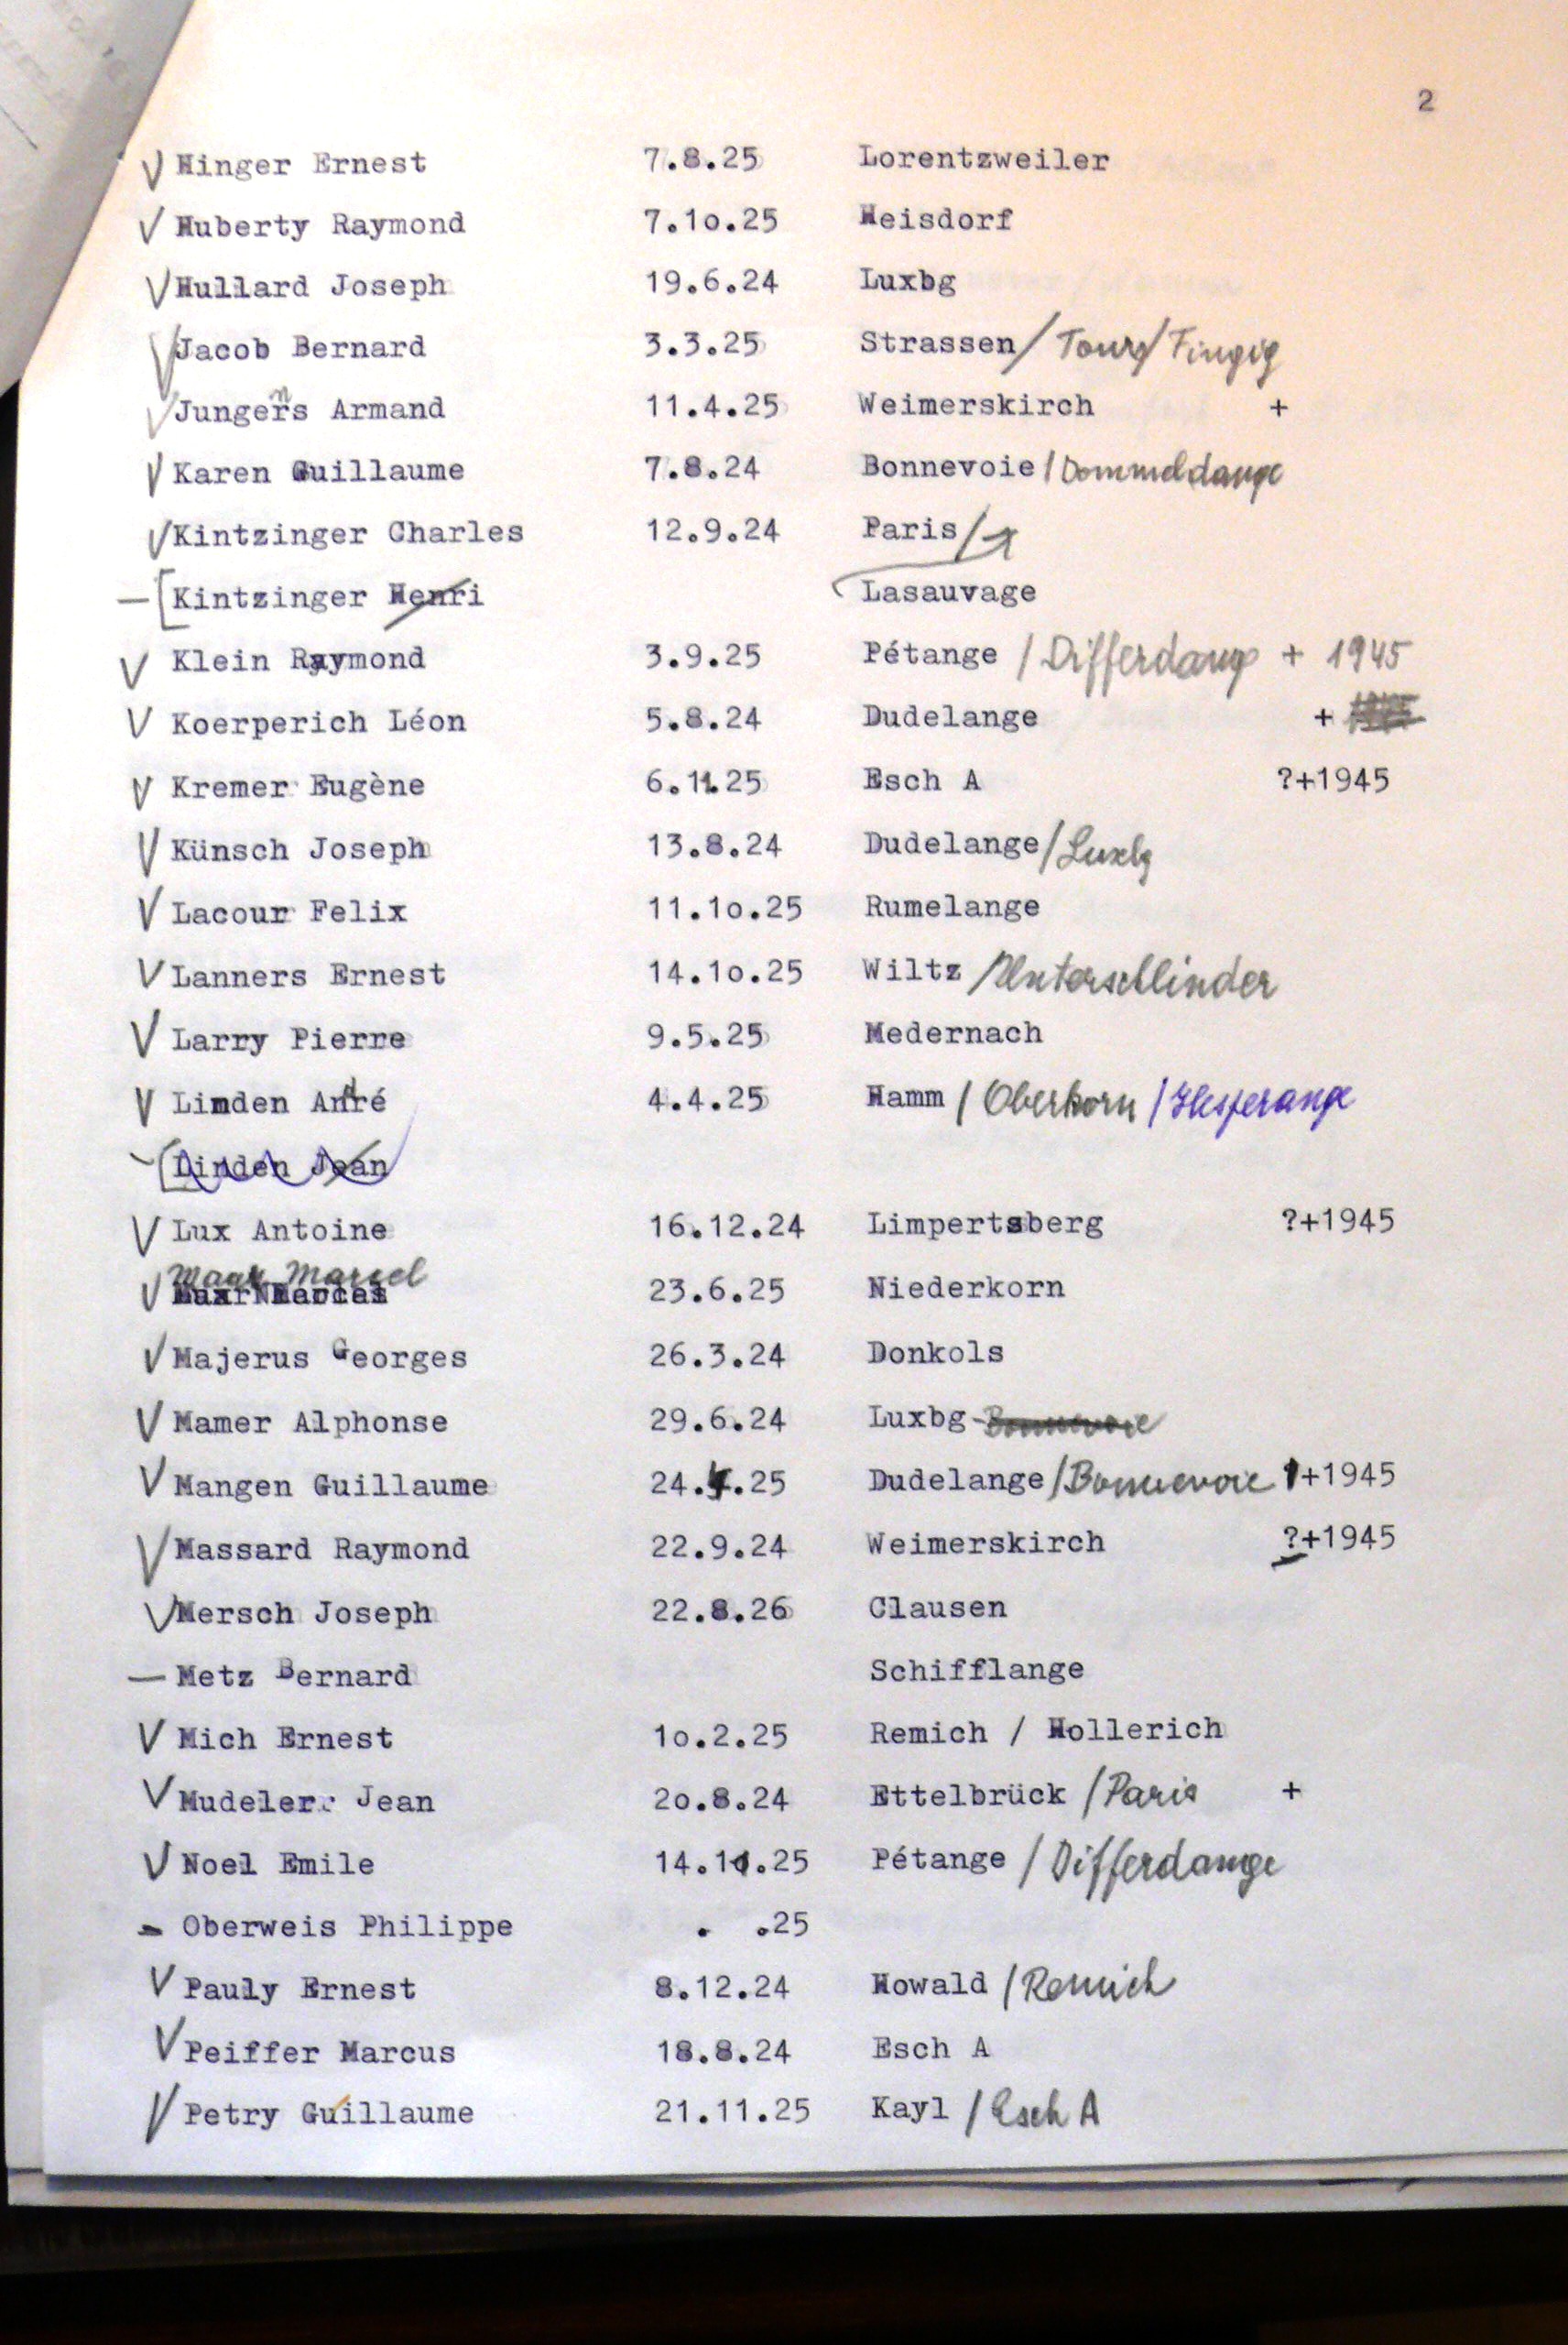 2
V Hinger Ernest 7.8.25 Lorentzweiler
V Huberty Raymond 7.10.25 Heisdorf
V Hullard Joseph 19.6.24 Luxbg
V Jacob Bernard 3.3.25 Strassen / Tours / Fingig
V Jungers Armand 11.4.25 Weimerskirch +
V Karen Guillaume 7.8.24 Bonnevoie / Dommeldange
V Kintzinger Charles 12.9.24 Paris /
— [Kintzinger Henri Lasauvage
V Klein Raymond 3.9.25 Pétange / Differdange + 1945
V Koerperich Léon 5.8.24 Dudelange +
V Kremer Eugène 6.11.25 Esch A ?+1945
V Künsch Joseph 13.8.24 Dudelange / Luxbg
V Lacour Felix 11.10.25 Rumelange
V Lanners Ernest 14.10.25 Wiltz / Unterschlinder
V Larry Pierre 9.5.25 Medernach
V Linden André 4.4.25 Hamm / Oberkorn / Hesperange
[Linden Jean
V Lux Antoine 16.12.24 Limpertsberg ?+1945
V Maar Marcel 23.6.25 Niederkorn
V Majerus Georges 26.3.24 Donkols
V Mamer Alphonse 29.6.24 Luxbg - Bonnevoie
V Mangen Guillaume 24.4.25 Dudelange / Bonnevoie +1945
V Massard Raymond 22.9.24 Weimerskirch ?+1945
V Mersch Joseph 22.8.26 Clausen
— Metz Bernard Schifflange
V Mich Ernest 10.2.25 Remich / Hollerich
V Mudeler Jean 20.8.24 Ettelbrück / Paris +
V Noel Emile 14.11.25 Pétange / Differdange
- Oberweis Philippe . .25
V Pauly Ernest 8.12.24 Howald / Remich
V Peiffer Marcus 18.8.24 Esch A
V Petry Guillaume 21.11.25 Kayl / Esch A